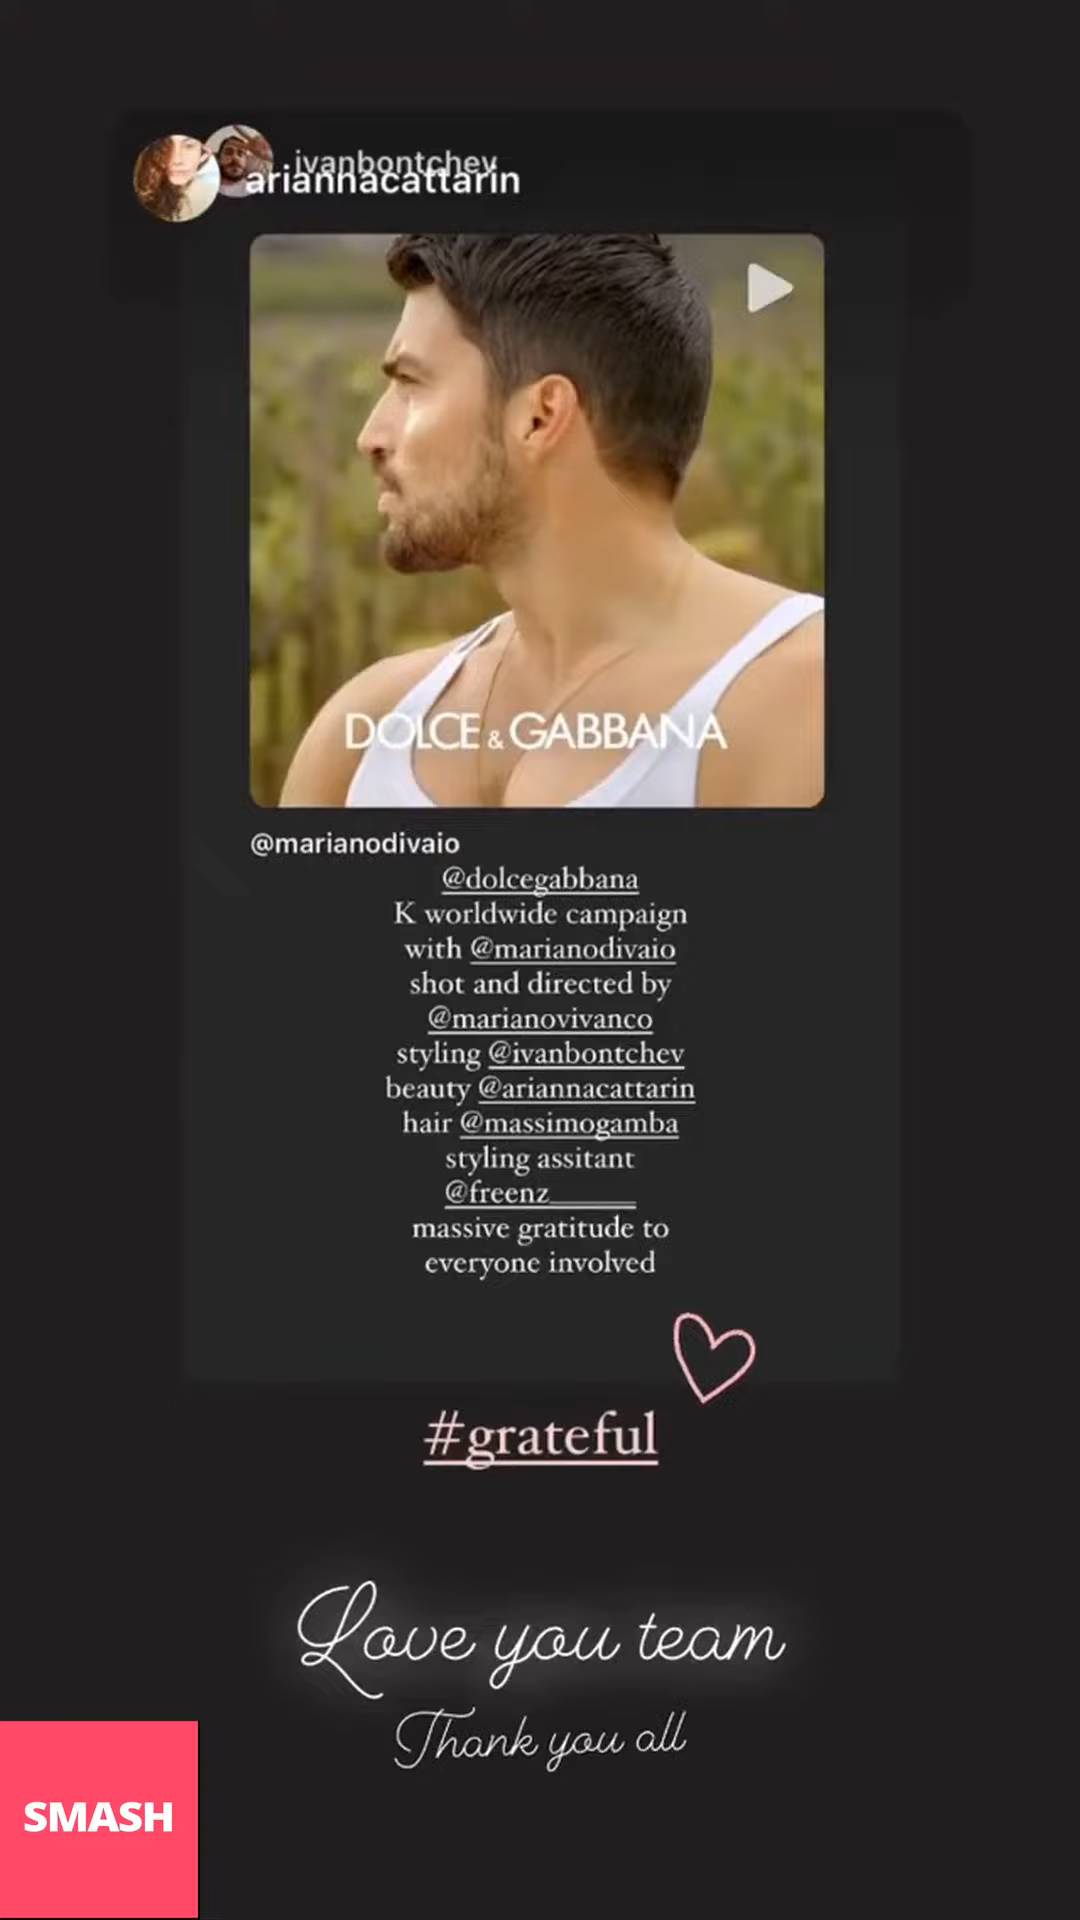 ivanbontchev
ariannacattarin
DOLCE & GABBANA
@marianodivaio
@dolcegabbana
K worldwide campaign
with @marianodivaio
shot and directed by
@marianovivanco
styling @ivanbontchev
beauty @ariannacattarin
hair @massimogamba
styling assitant
@freenz______
massive gratitude to
everyone involved
#grateful
Love you team
Thank you all
SMASH